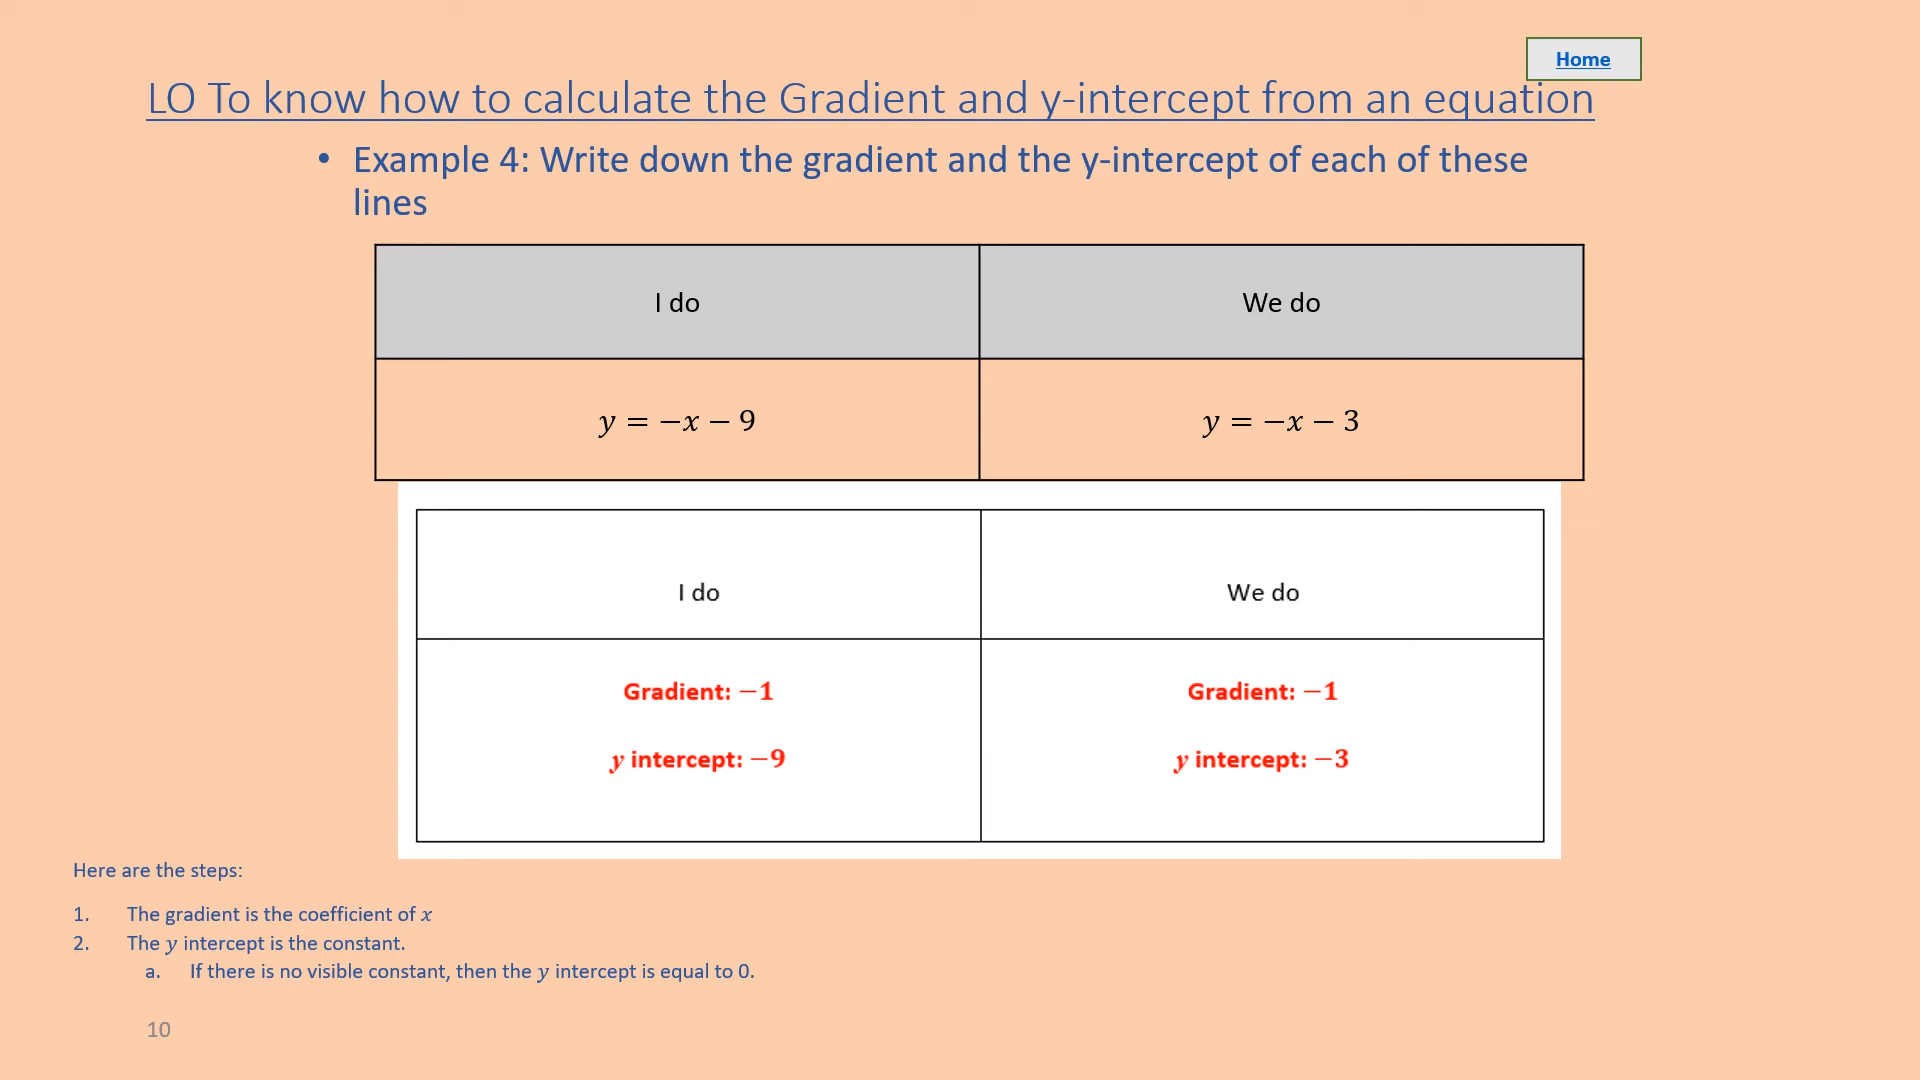 Home
LO To know how to calculate the Gradient and y-intercept from an equation
• Example 4: Write down the gradient and the y-intercept of each of these
lines
I do
We do
y = −x − 9
y = −x − 3
I do
We do
Gradient: −1
Gradient: −1
y intercept: −9
y intercept: −3
Here are the steps:
1. The gradient is the coefficient of x
2. The y intercept is the constant.
a. If there is no visible constant, then the y intercept is equal to 0.
10